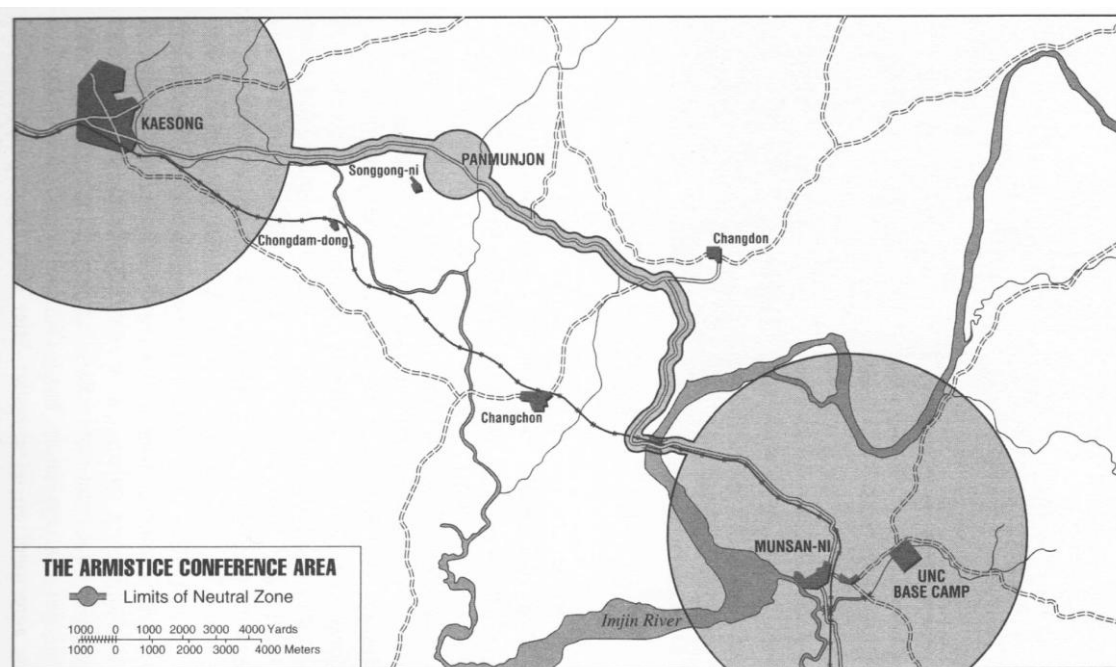 KAESONG
PANMUNJON
Songgong-ni
Chongdam-dong
Changdon
Changchon
MUNSAN-NI
UNC
BASE CAMP
Imjin River
THE ARMISTICE CONFERENCE AREA
Limits of Neutral Zone
1000 0 1000 2000 3000 4000 Yards
1000 0 1000 2000 3000 4000 Meters